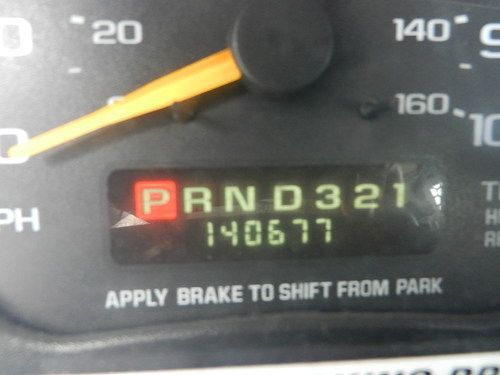 20
140
160
PRND321
140677
APPLY BRAKE TO SHIFT FROM PARK